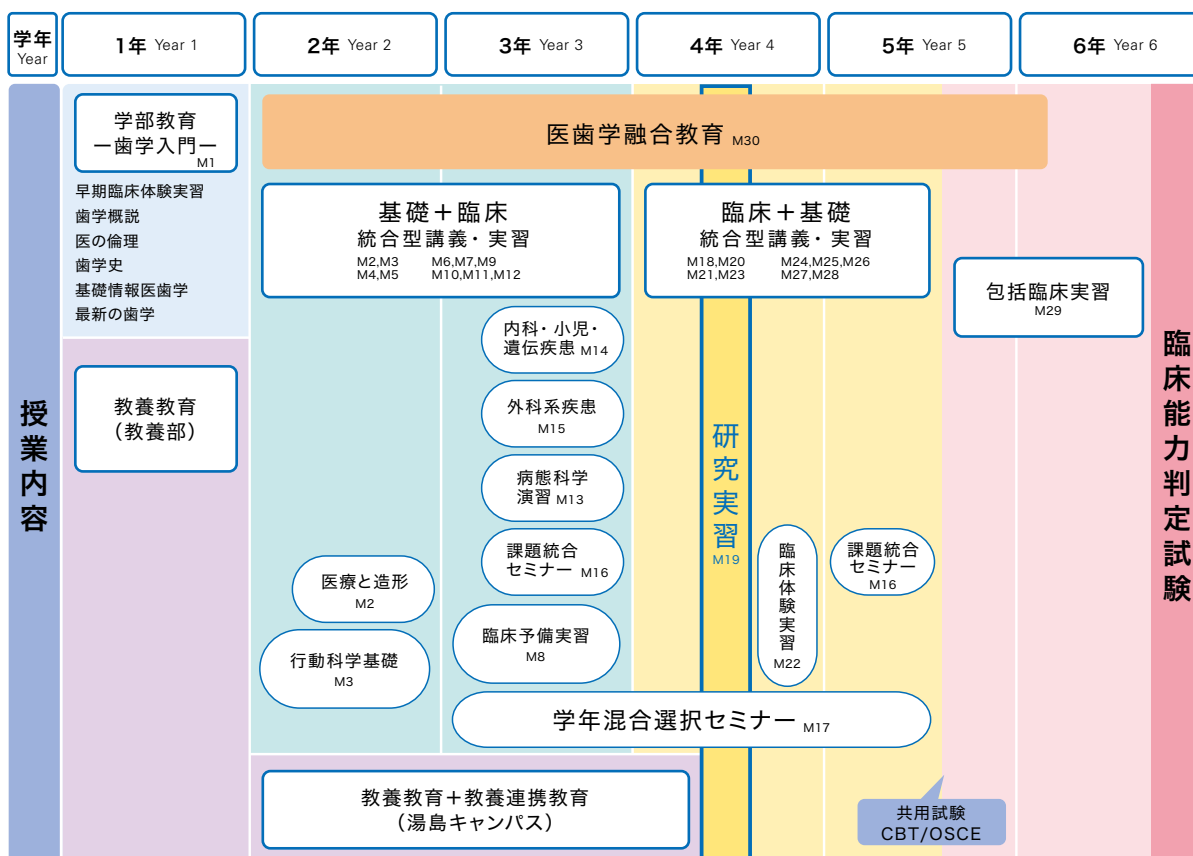 学年
Year
1年 Year 1
2年 Year 2
3年 Year 3
4年 Year 4
5年 Year 5
6年 Year 6
授業内容
学部教育
ー歯学入門ー
M1
早期臨床体験実習
歯学概説
医の倫理
歯学史
基礎情報医歯学
最新の歯学
教養教育
(教養部)
医歯学融合教育 M30
基礎+臨床
統合型講義・実習
M2,M3 M6,M7,M9
M4,M5 M10,M11,M12
臨床+基礎
統合型講義・実習
M18,M20 M24,M25,M26
M21,M23 M27,M28
包括臨床実習
M29
内科・小児・
遺伝疾患 M14
外科系疾患
M15
病態科学
演習 M13
課題統合
セミナー M16
医療と造形
M2
臨床予備実習
M8
行動科学基礎
M3
研究実習
M19
臨床体験実習
M22
課題統合
セミナー
M16
学年混合選択セミナー M17
教養教育+教養連携教育
(湯島キャンパス)
共用試験
CBT/OSCE
臨床能力判定試験